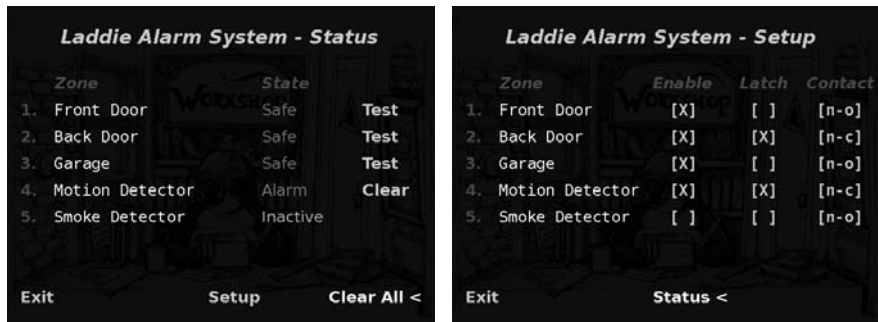 Laddie Alarm System - Status
Zone State
1. Front Door Safe Test
2. Back Door Safe Test
3. Garage Safe Test
4. Motion Detector Alarm Clear
5. Smoke Detector Inactive
Exit Setup Clear All <
Laddie Alarm System - Setup
Zone Enable Latch Contact
1. Front Door [X] [ ] [n-o]
2. Back Door [X] [X] [n-c]
3. Garage [X] [ ] [n-o]
4. Motion Detector [X] [X] [n-c]
5. Smoke Detector [ ] [ ] [n-o]
Exit Status <
WORXSHOP
WORXSHOP